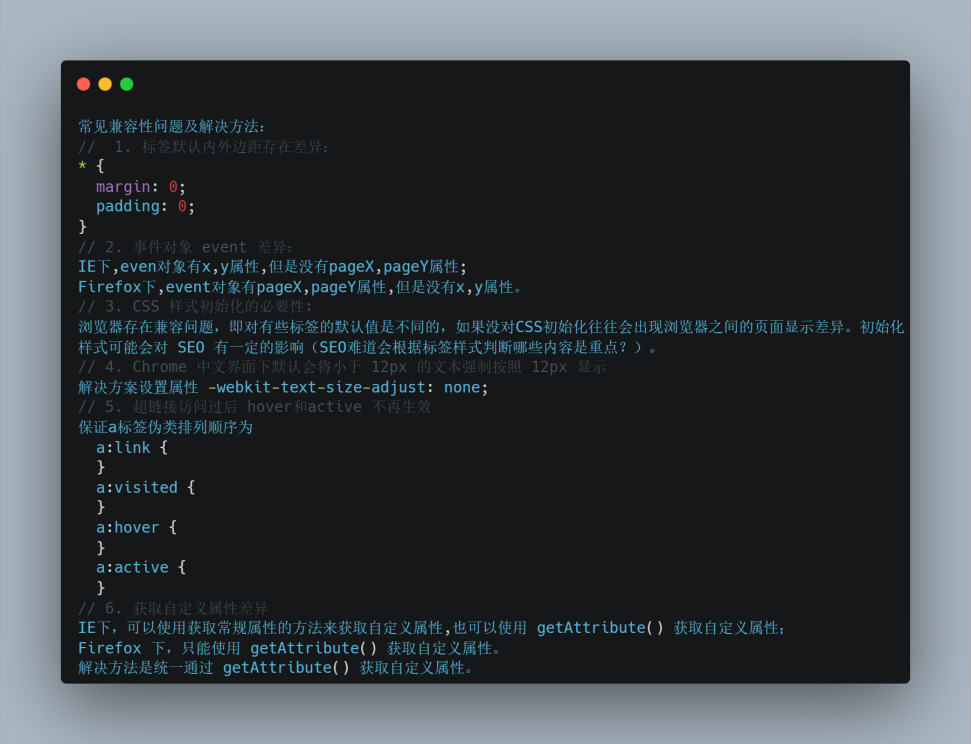 常见兼容性问题及解决方法：
//  1. 标签默认内外边距存在差异：
* {
  margin: 0;
  padding: 0;
}
// 2. 事件对象 event 差异：
IE下,even对象有x,y属性,但是没有pageX,pageY属性;
Firefox下,event对象有pageX,pageY属性,但是没有x,y属性。
// 3. CSS 样式初始化的必要性：
浏览器存在兼容问题，即对有些标签的默认值是不同的，如果没对CSS初始化往往会出现浏览器之间的页面显示差异。初始化
样式可能会对 SEO 有一定的影响（SEO难道会根据标签样式判断哪些内容是重点？）。
// 4. Chrome 中文界面下默认会将小于 12px 的文本强制按照 12px 显示
解决方案设置属性 -webkit-text-size-adjust: none;
// 5. 超链接访问过后 hover和active 不再生效
保证a标签伪类排列顺序为
  a:link {
  }
  a:visited {
  }
  a:hover {
  }
  a:active {
  }
// 6. 获取自定义属性差异
IE下，可以使用获取常规属性的方法来获取自定义属性,也可以使用 getAttribute() 获取自定义属性；
Firefox 下，只能使用 getAttribute() 获取自定义属性。
解决方法是统一通过 getAttribute() 获取自定义属性。